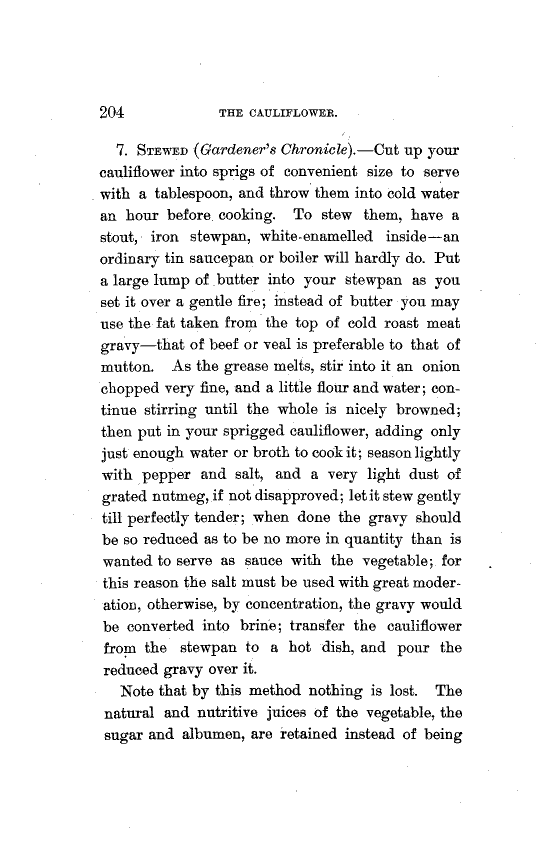 204 THE CAULIFLOWER.
7. STEWED (Gardener's Chronicle).—Cut up your
cauliflower into sprigs of convenient size to serve
with a tablespoon, and throw them into cold water
an hour before cooking. To stew them, have a
stout, iron stewpan, white-enamelled inside—an
ordinary tin saucepan or boiler will hardly do. Put
a large lump of butter into your stewpan as you
set it over a gentle fire; instead of butter you may
use the fat taken from the top of cold roast meat
gravy—that of beef or veal is preferable to that of
mutton. As the grease melts, stir into it an onion
chopped very fine, and a little flour and water; con-
tinue stirring until the whole is nicely browned;
then put in your sprigged cauliflower, adding only
just enough water or broth to cook it; season lightly
with pepper and salt, and a very light dust of
grated nutmeg, if not disapproved; let it stew gently
till perfectly tender; when done the gravy should
be so reduced as to be no more in quantity than is
wanted to serve as sauce with the vegetable; for
this reason the salt must be used with great moder-
ation, otherwise, by concentration, the gravy would
be converted into brine; transfer the cauliflower
from the stewpan to a hot dish, and pour the
reduced gravy over it.
Note that by this method nothing is lost. The
natural and nutritive juices of the vegetable, the
sugar and albumen, are retained instead of being